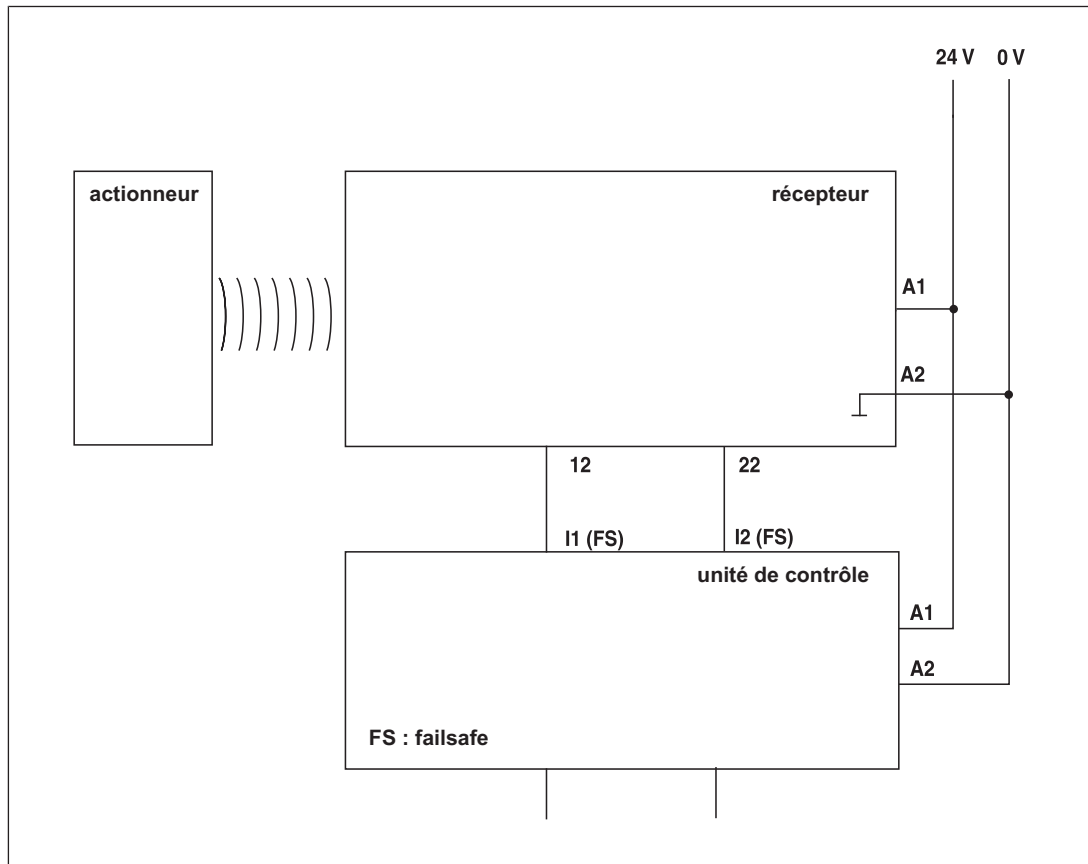 24 V 0 V
actionneur
récepteur
A1
A2
12 22
I1 (FS) I2 (FS)
unité de contrôle
A1
A2
FS : failsafe